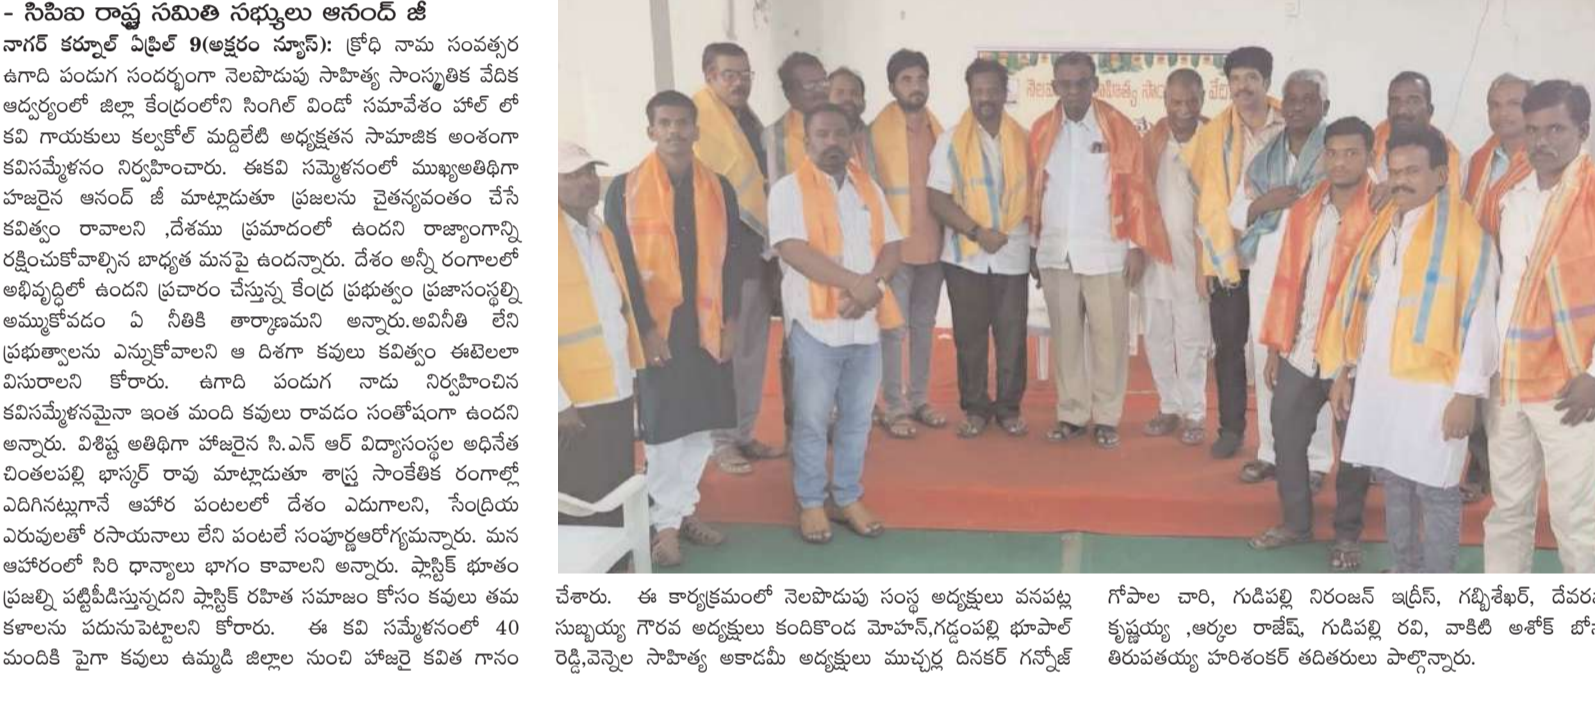 - సిపిఐ రాష్ట్ర సమితి సభ్యులు ఆనంద్ జీ
నాగర్ కర్నూల్ ఏప్రిల్ 9(అక్షరం న్యూస్): క్రోధి నామ సంవత్సర
ఉగాది పండుగ సందర్భంగా నెలపొడుపు సాహిత్య సాంస్కృతిక వేదిక
ఆద్వర్యంలో జిల్లా కేంద్రంలోని సింగిల్ విండో సమావేశం హాల్ లో
కవి గాయకులు కల్వకోల్ మద్దిలేటి అధ్యక్షతన సామాజిక అంశంగా
కవిసమ్మేళనం నిర్వహించారు. ఈకవి సమ్మెళనంలో ముఖ్యఅతిథిగా
హజరైన ఆనంద్ జీ మాట్లాడుతూ ప్రజలను చైతన్యవంతం చేసే
కవిత్వం రావాలని ,దేశము ప్రమాదంలో ఉందని రాజ్యాంగాన్ని
రక్షించుకోవాల్సిన బాధ్యత మనపై ఉందన్నారు. దేశం అన్నీ రంగాలలో
అభివృద్ధిలో ఉందని ప్రచారం చేస్తున్న కేంద్ర ప్రభుత్వం ప్రజాసంస్థల్ని
అమ్ముకోవడం ఏ నీతికి తార్కాణమని అన్నారు.అవినీతి లేని
ప్రభుత్వాలను ఎన్నుకోవాలని ఆ దిశగా కవులు కవిత్వం ఈటెలలా
విసురాలని కోరారు. ఉగాది పండుగ నాడు నిర్వహించిన
కవిసమ్మేళనమైనా ఇంత మంది కవులు రావడం సంతోషంగా ఉందని
అన్నారు. విశిష్ట అతిథిగా హాజరైన సి.ఎన్ ఆర్ విద్యాసంస్థల అధినేత
చింతలపల్లి భాస్కర్ రావు మాట్లాడుతూ శాస్త్ర సాంకేతిక రంగాల్లో
ఎదిగినట్లుగానే ఆహార పంటలలో దేశం ఎదుగాలని, సేంద్రియ
ఎరువులతో రసాయనాలు లేని పంటలే సంపూర్ణఆరోగ్యమన్నారు. మన
ఆహారంలో సిరి ధాన్యాలు భాగం కావాలని అన్నారు. ప్లాస్టిక్ భూతం
ప్రజల్ని పట్టిపీడిస్తున్నదని ప్లాస్టిక్ రహిత సమాజం కోసం కవులు తమ
కళాలను పదునుపెట్టాలని కోరారు. ఈ కవి సమ్మేళనంలో 40
మందికి పైగా కవులు ఉమ్మడి జిల్లాల నుంచి హాజరై కవిత గానం
చేశారు. ఈ కార్యక్రమంలో నెలపొడుపు సంస్థ అధ్యక్షులు వనపట్ల
సుబ్బయ్య గౌరవ అద్యక్షులు కందికొండ మోహన్,గడ్డంపల్లి భూపాల్
రెడ్డి,వెన్నెల సాహిత్య అకాడమీ అద్యక్షులు ముచ్చర్ల దినకర్ గన్నోజ్
గోపాల చారి, గుడిపల్లి నిరంజన్ ఇద్రీస్, గబ్బిశేఖర్,
కృష్ణయ్య ,ఆర్కల రాజేష్, గుడిపల్లి రవి, వాకిటి అశోక్
తిరుపతయ్య హరిశంకర్ తదితరులు పాల్గొన్నారు.